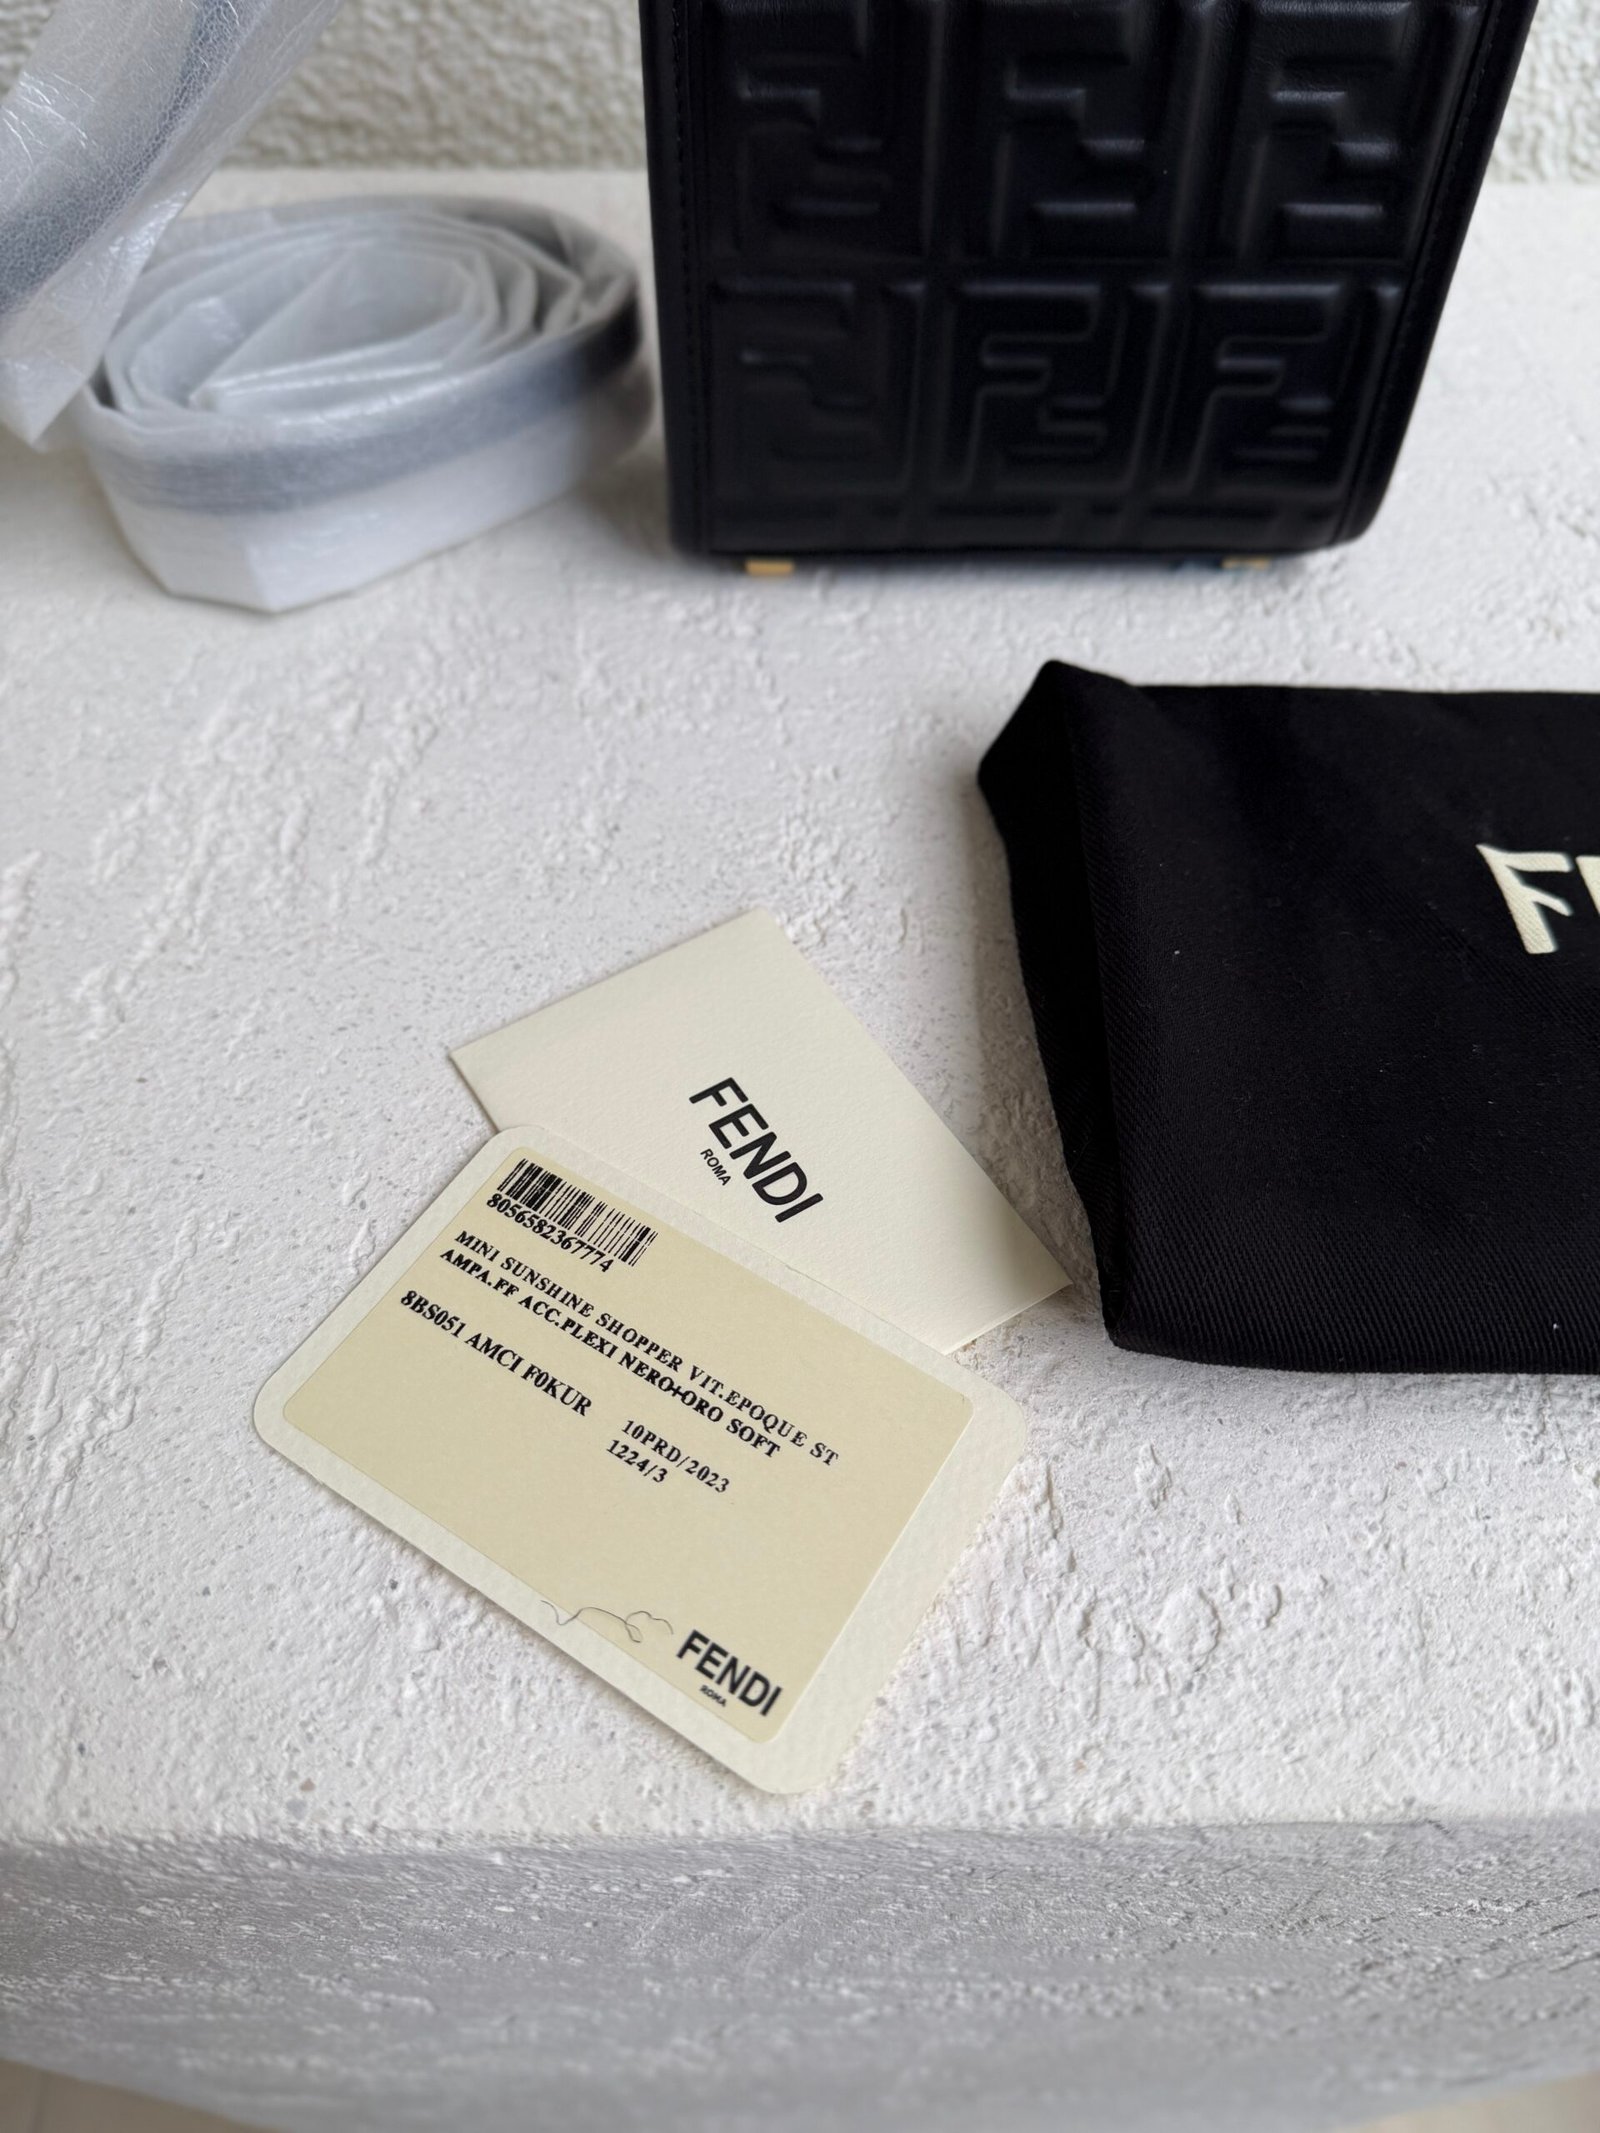 FE
FENDI
ROMA
8056582367774
MINI SUNSHINE SHOPPER VIT.EPOQUE ST
AMPA.FF ACC.PLEXI NERO+ORO SOFT
8BS051 AMCI F0KUR
10PRD/2023
1224/3
FENDI
ROMA